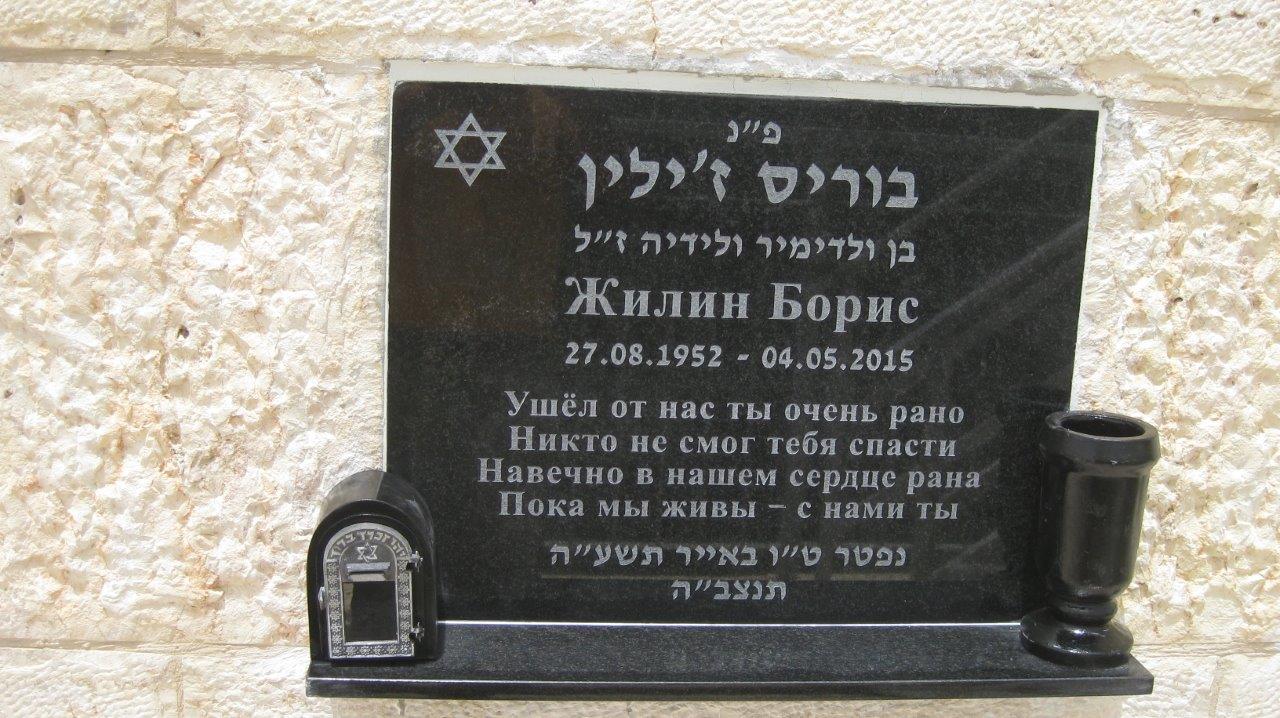 פ״נ
בוריס ז׳ילין
בן ולדימיר ולידיה ז״ל
Жилин Борис
27.08.1952 - 04.05.2015
Ушёл от нас ты очень рано
Никто не смог тебя спасти
Навечно в нашем сердце рана
Пока мы живы – с нами ты
נפטר ט״ו באייר תשע״ה
תנצב״ה